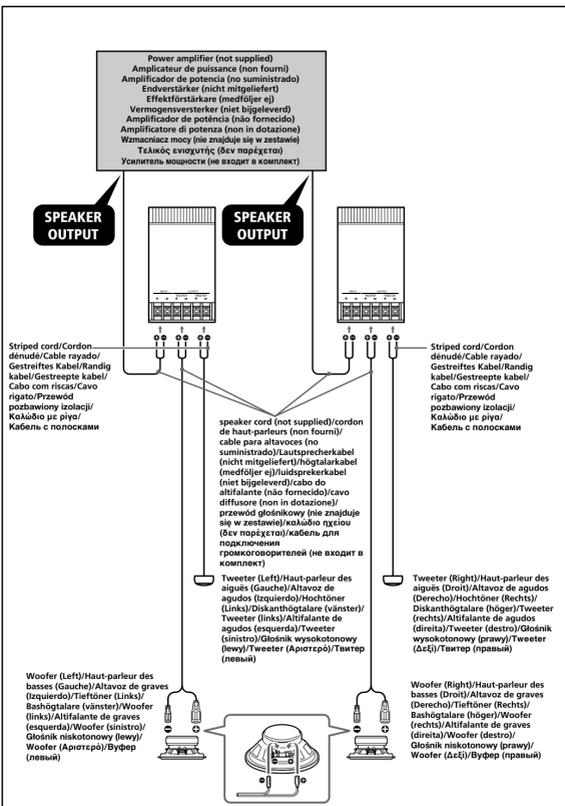 Power amplifier (not supplied)
Amplicateur de puissance (non fourni)
Amplificador de potencia (no suministrado)
Endverstärker (nicht mitgeliefert)
Effektförstärkare (medföljer ej)
Vermogensversterker (niet bijgeleverd)
Amplificador de potência (não fornecido)
Amplificatore di potenza (non in dotazione)
Wzmacniacz mocy (nie znajduje się w zestawie)
Τελικός ενισχυτής (δεν παρέχεται)
Усилитель мощности (не входит в комплект)
SPEAKER
OUTPUT
SPEAKER
OUTPUT
INPUT OUTPUT
WOOFER TWEETER
INPUT OUTPUT
WOOFER TWEETER
Striped cord/Cordon
dénudé/Cable rayado/
Gestreiftes Kabel/Randig
kabel/Gestreepte kabel/
Cabo com riscas/Cavo
rigato/Przewód
pozbawiony izolacji/
Καλώδιο με ρίγα/
Кабель с полосками
Striped cord/Cordon
dénudé/Cable rayado/
Gestreiftes Kabel/Randig
kabel/Gestreepte kabel/
Cabo com riscas/Cavo
rigato/Przewód
pozbawiony izolacji/
Καλώδιο με ρίγα/
Кабель с полосками
speaker cord (not supplied)/cordon
de haut-parleurs (non fourni)/
cable para altavoces (no
suministrado)/Lautsprecherkabel
(nicht mitgeliefert)/högtalarkabel
(medföljer ej)/luidsprekerkabel
(niet bijgeleverd)/cabo do
altifalante (não fornecido)/cavo
diffusore (non in dotazione)/
przewód głośnikowy (nie znajduje
się w zestawie)/καλώδιο ηχείου
(δεν παρέχεται)/кабель для
подключения
громкоговорителей (не входит в
комплект)
Tweeter (Left)/Haut-parleur des
aiguës (Gauche)/Altavoz de
agudos (Izquierdo)/Hochtöner
(Links)/Diskanthögtalare (vänster)/
Tweeter (links)/Altifalante de
agudos (esquerda)/Tweeter
(sinistro)/Głośnik wysokotonowy
(lewy)/Tweeter (Αριστερό)/Твитер
(левый)
Tweeter (Right)/Haut-parleur des
aiguës (Droit)/Altavoz de agudos
(Derecho)/Hochtöner (Rechts)/
Diskanthögtalare (höger)/Tweeter
(rechts)/Altifalante de agudos
(direita)/Tweeter (destro)/Głośnik
wysokotonowy (prawy)/Tweeter
(Δεξί)/Твитер (правый)
Woofer (Left)/Haut-parleur des
basses (Gauche)/Altavoz de graves
(Izquierdo)/Tieftöner (Links)/
Bashögtalare (vänster)/Woofer
(links)/Altifalante de graves
(esquerda)/Woofer (sinistro)/
Głośnik niskotonowy (lewy)/
Woofer (Αριστερό)/Вуфер
(левый)
Woofer (Right)/Haut-parleur des
basses (Droit)/Altavoz de graves
(Derecho)/Tieftöner (Rechts)/
Bashögtalare (höger)/Woofer
(rechts)/Altifalante de graves
(direita)/Woofer (destro)/
Głośnik niskotonowy (prawy)/
Woofer (Δεξί)/Вуфер (правый)